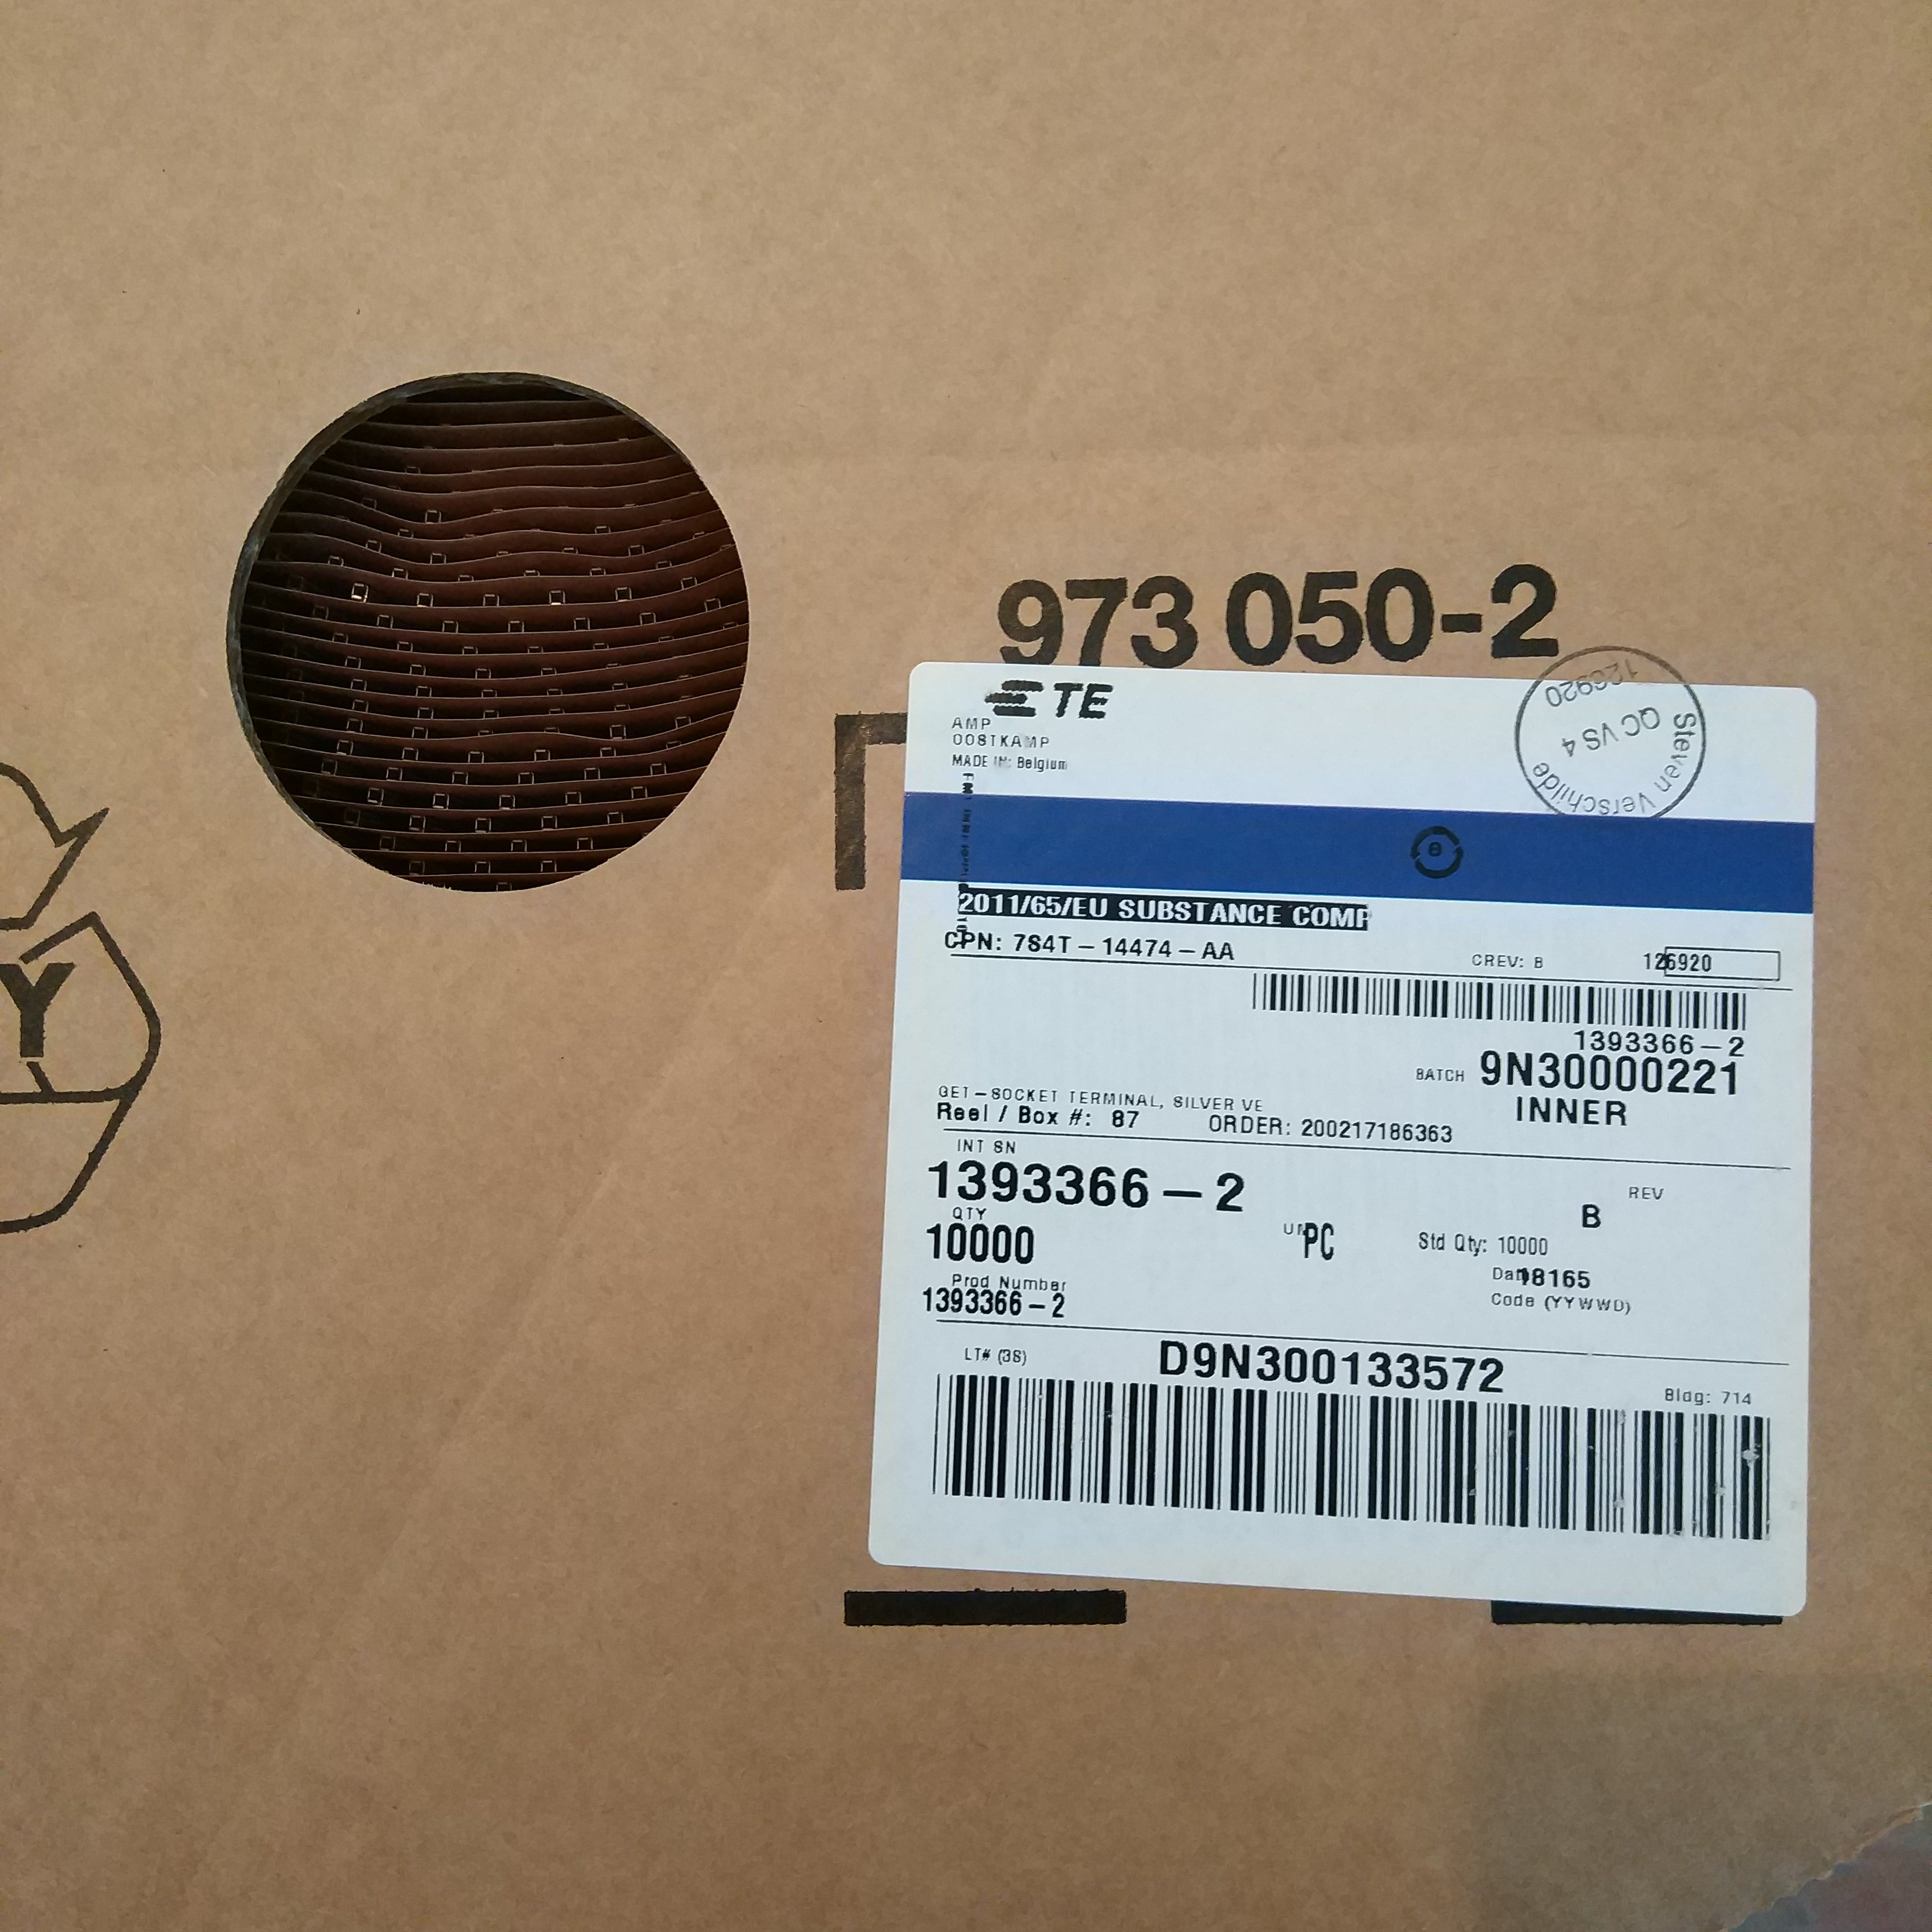 973 050-2
TE
AMP
OOSTKAMP
MADE IN: Belgium
Steven Verschilde
QC VS 4
126920
2011/65/EU SUBSTANCE COMP
CPN: 7S4T-14474-AA
CREV: B
126920
1393366-2
BATCH 9N30000221
INNER
GET-SOCKET TERMINAL, SILVER VE
Reel / Box #: 87 ORDER: 200217186363
INT SN
1393366-2
REV
B
QTY
10000
PC
Std Qty: 10000
Prod Number
1393366-2
Date 18165
Code (YYWWD)
LT# (3S)
D9N300133572
Bldg: 714
Y